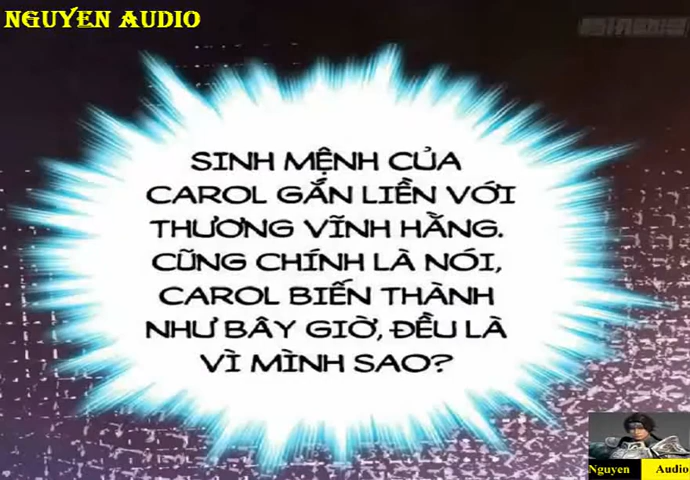 NGUYEN AUDIO
SINH MỆNH CỦA
CAROL GẮN LIỀN VỚI
THƯƠNG VĨNH HẰNG.
CŨNG CHÍNH LÀ NÓI,
CAROL BIẾN THÀNH
NHƯ BÂY GIỜ, ĐỀU LÀ
VÌ MÌNH SAO?
Nguyen Audio